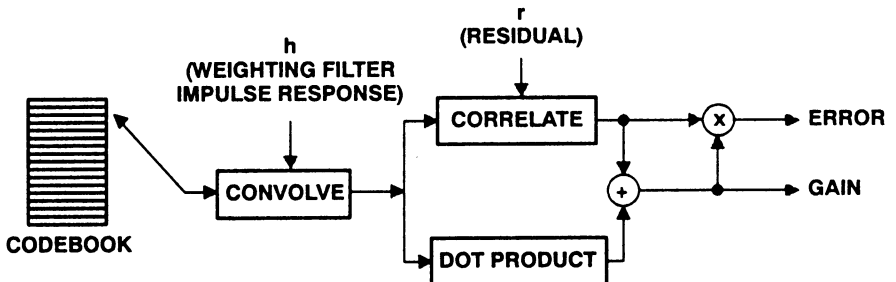 r
(RESIDUAL)
h
(WEIGHTING FILTER
IMPULSE RESPONSE)
CORRELATE
X
ERROR
CONVOLVE
+
GAIN
CODEBOOK
DOT PRODUCT